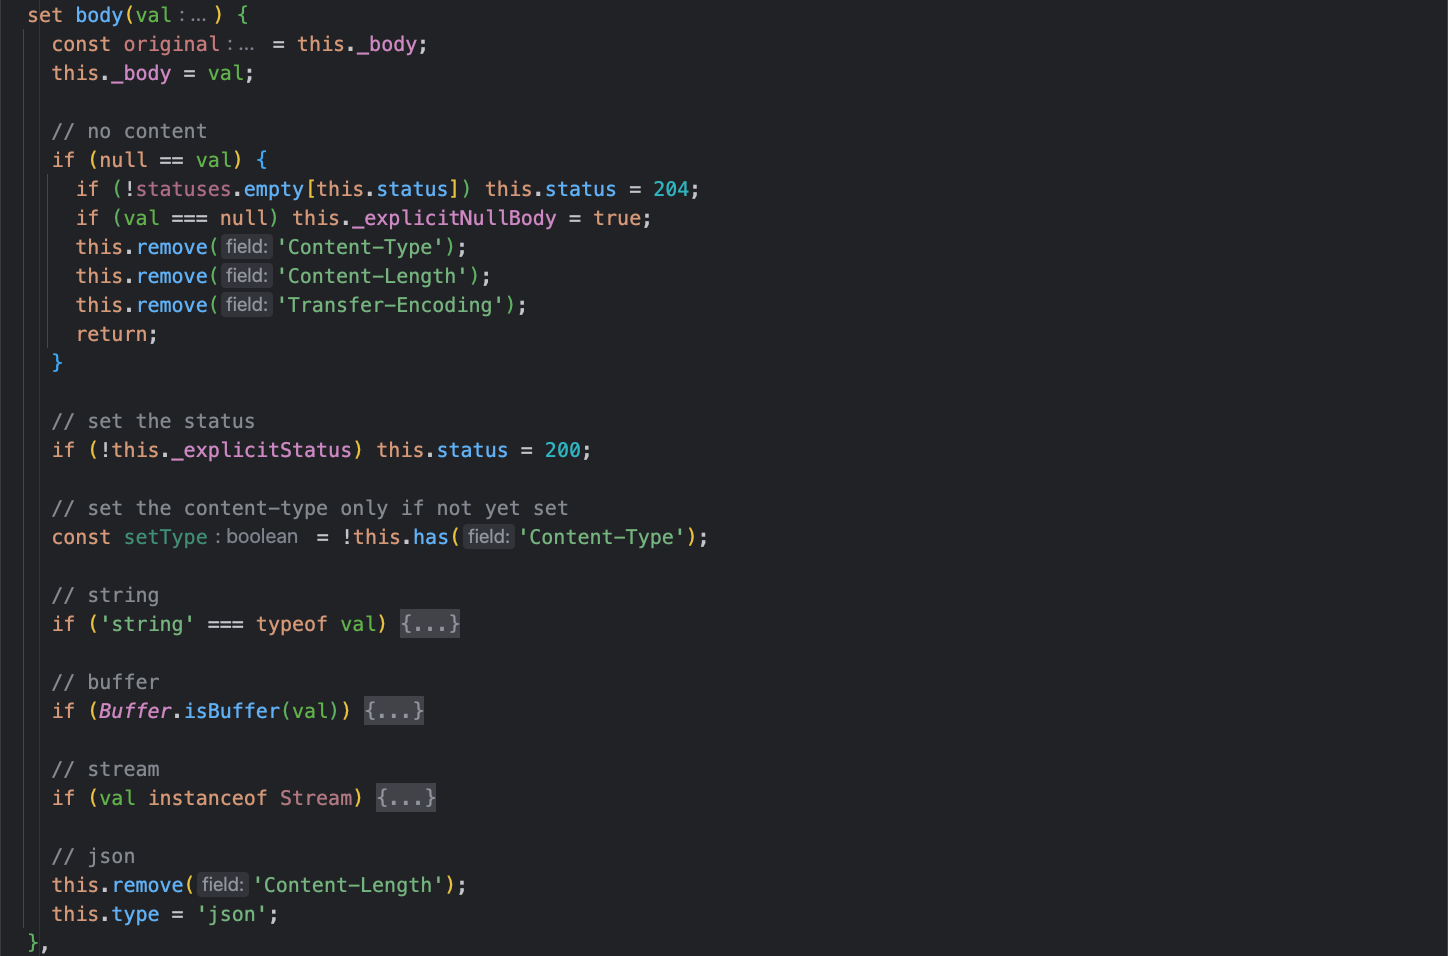 set body(val : ... ) {
const original : ... = this._body;
this._body = val;
// no content
if (null == val) {
if (!statuses.empty[this.status]) this.status = 204;
if (val === null) this._explicitNullBody = true;
this.remove( field: 'Content-Type');
this.remove( field: 'Content-Length');
this.remove( field: 'Transfer-Encoding');
return;
}
// set the status
if (!this._explicitStatus) this.status = 200;
// set the content-type only if not yet set
const setType : boolean = !this.has( field: 'Content-Type');
// string
if ('string' === typeof val) {...}
// buffer
if (Buffer.isBuffer(val)) {...}
// stream
if (val instanceof Stream) {...}
// json
this.remove( field: 'Content-Length');
this.type = 'json';
},